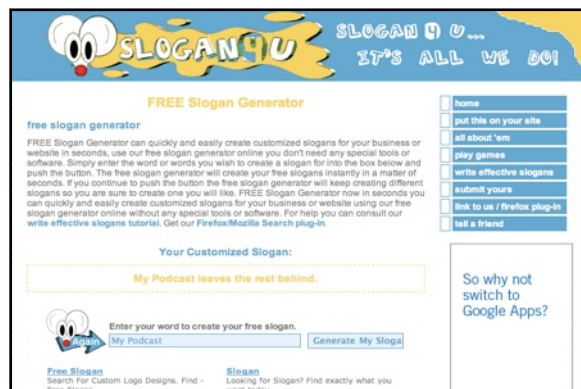 SLOGAN4U
SLOGAN 4 U...
IT'S ALL WE DO!
FREE Slogan Generator
free slogan generator
FREE Slogan Generator can quickly and easily create customized slogans for your business or
website in seconds, use our free slogan generator online you don't need any special tools or
software. Simply enter the word or words you wish to create a slogan for into the box below and
push the button. The free slogan generator will create your free slogans instantly in a matter of
seconds. If you continue to push the button the free slogan generator will keep creating different
slogans so you are sure to create one you will like. FREE Slogan Generator now in seconds you
can quickly and easily create customized slogans for your business or website using our free
slogan generator online without any special tools or software. For help you can consult our
write effective slogans tutorial. Get our Firefox/Mozilla Search plug-in.
Your Customized Slogan:
My Podcast leaves the rest behind.
Again
Enter your word to create your free slogan.
My Podcast
Generate My Sloga
Free Slogan
Search For Custom Logo Designs. Find -
Slogan
Looking for Slogan? Find exactly what you
home
put this on your site
all about 'em
play games
write effective slogans
submit yours
link to us / firefox plug-in
tell a friend
So why not
switch to
Google Apps?